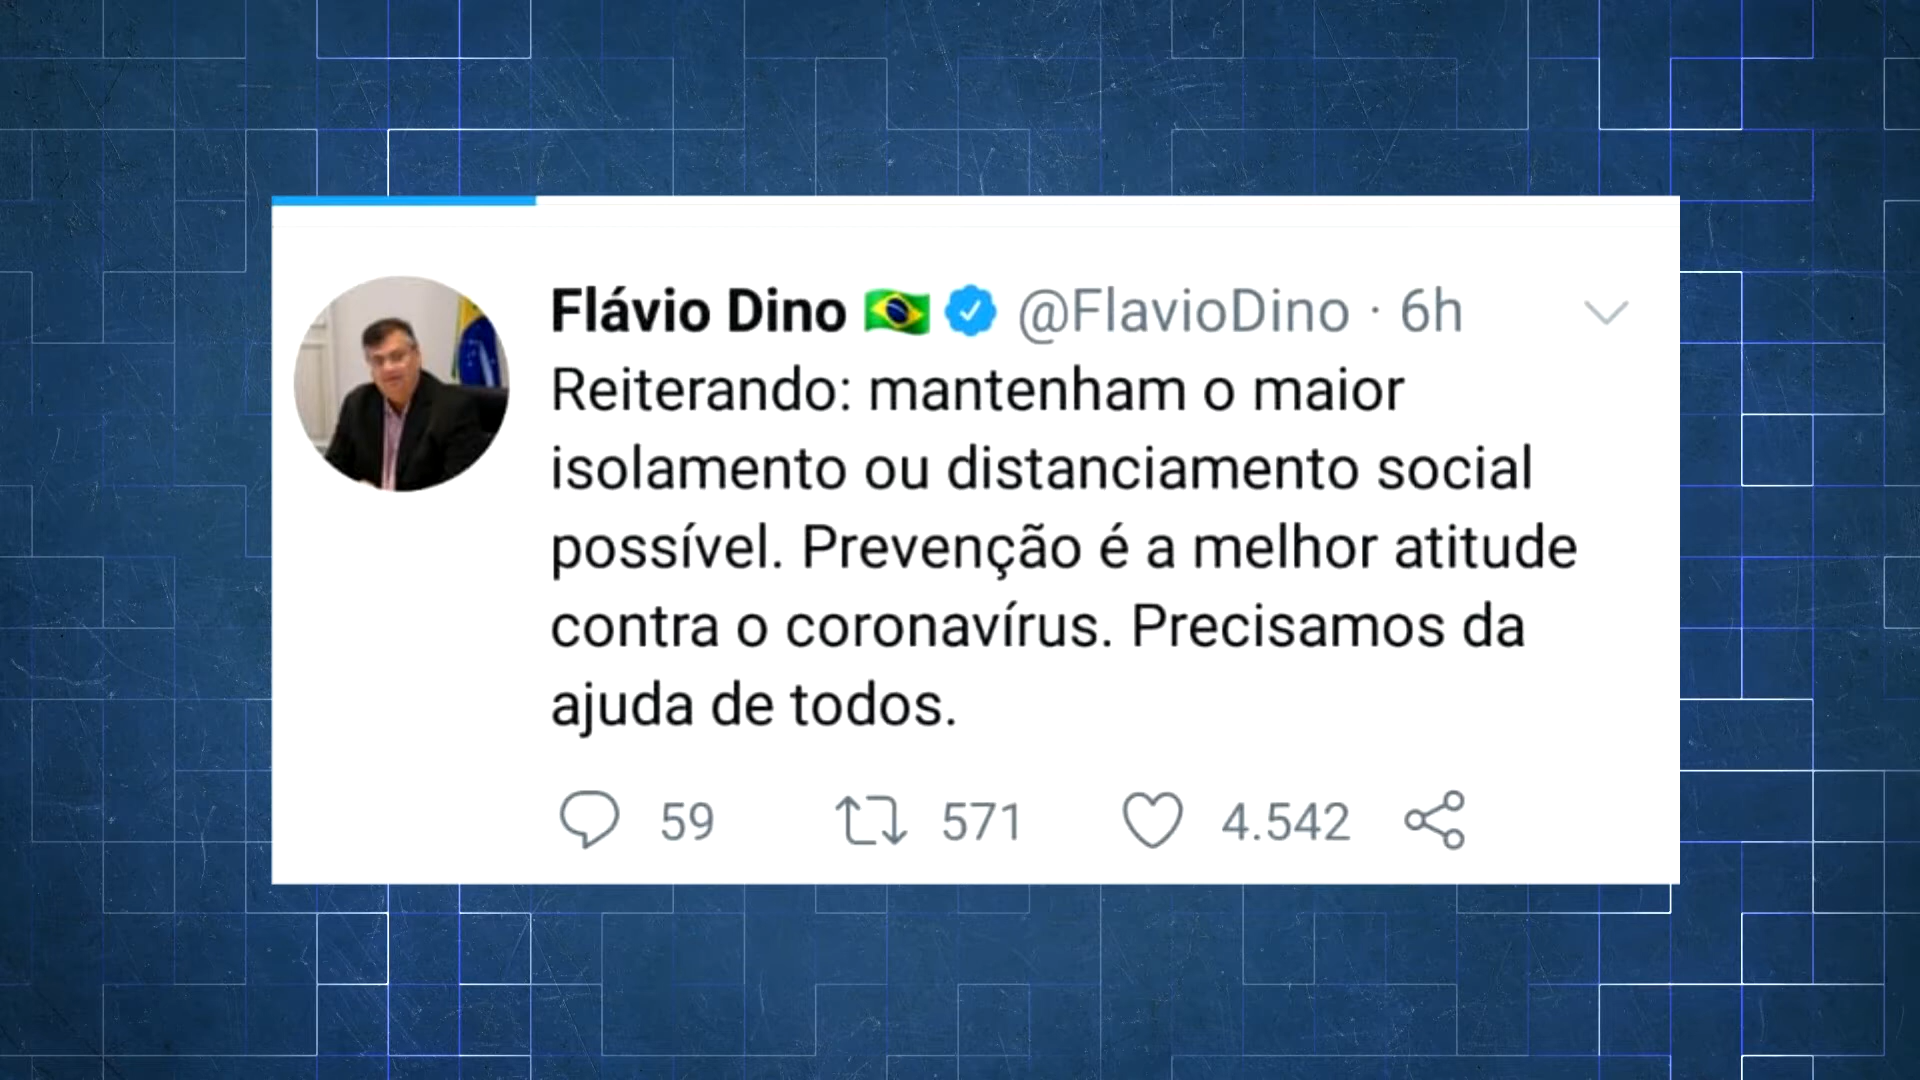 Flávio Dino 🇧🇷 @FlavioDino · 6h
Reiterando: mantenham o maior
isolamento ou distanciamento social
possível. Prevenção é a melhor atitude
contra o coronavírus. Precisamos da
ajuda de todos.
59 571 4.542